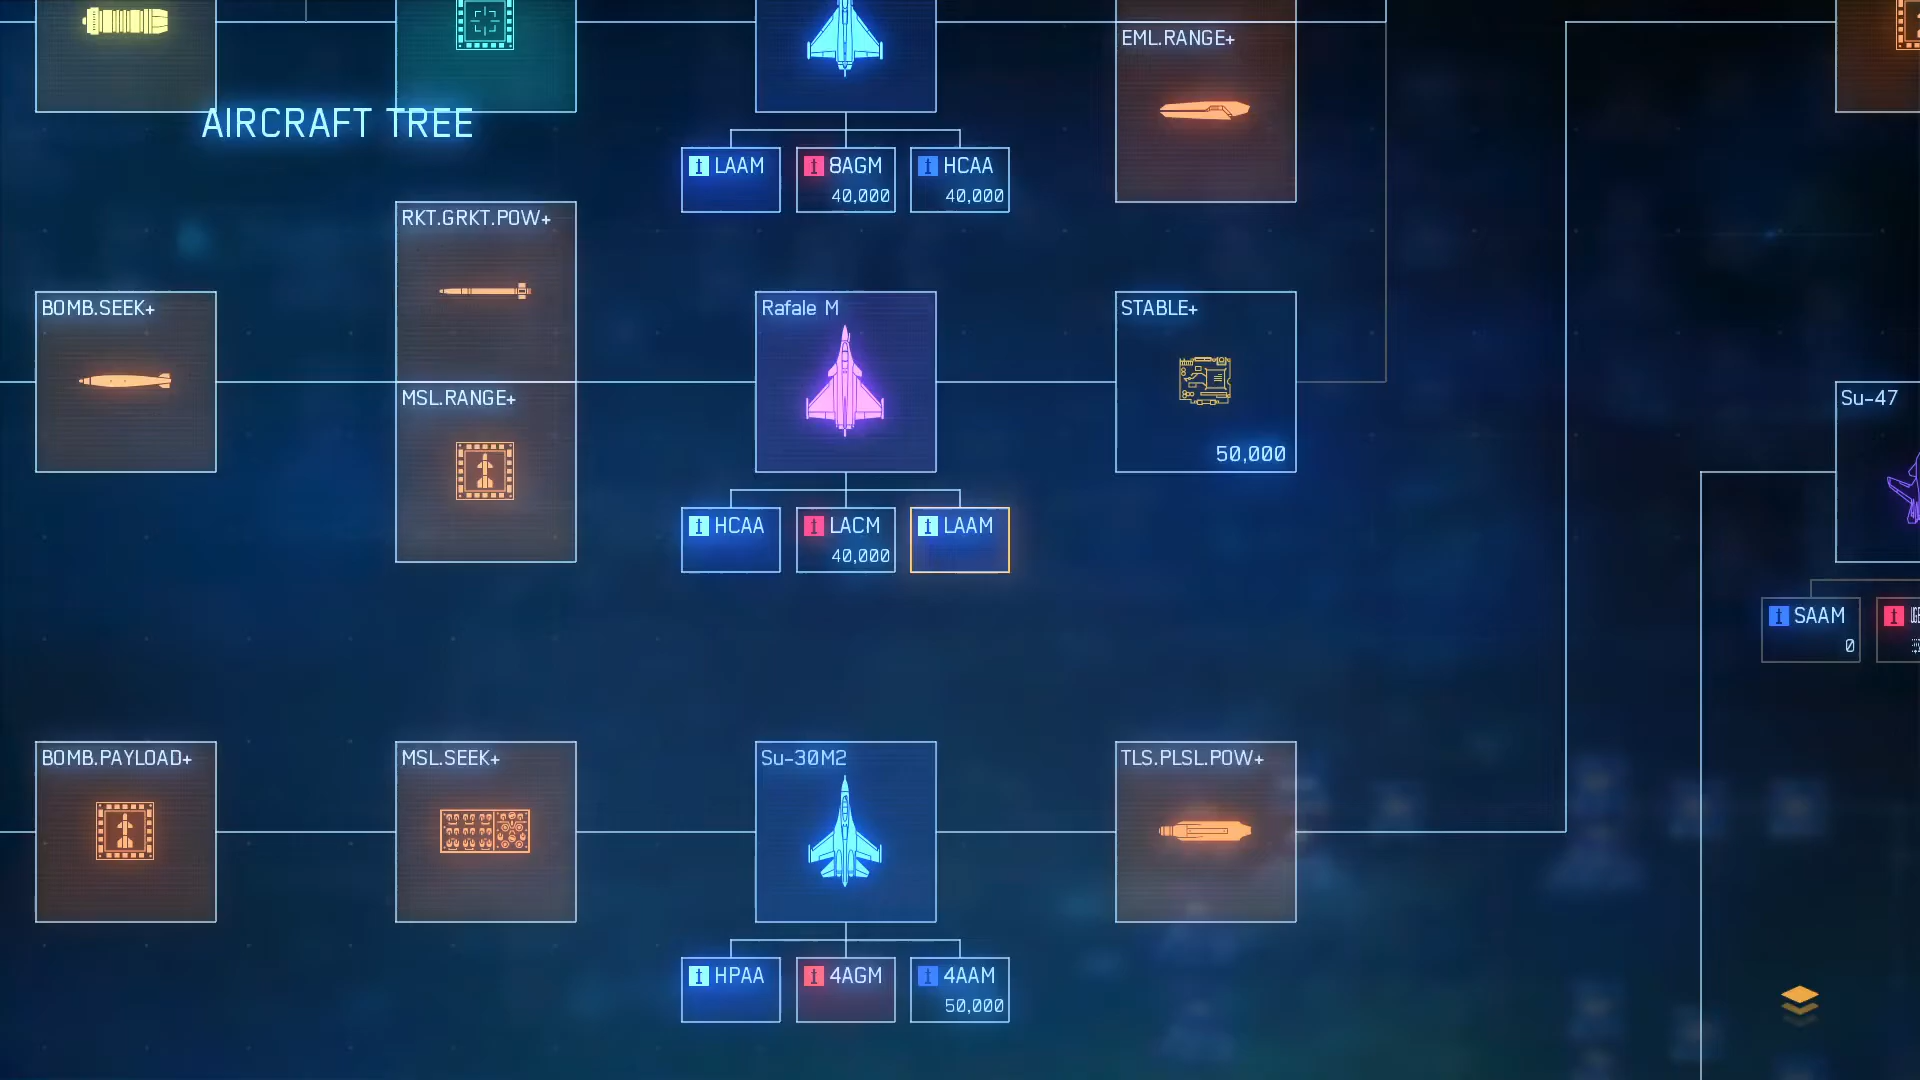 EML.RANGE+
AIRCRAFT TREE
LAAM
8AGM
40,000
HCAA
40,000
RKT.GRKT.POW+
BOMB.SEEK+
Rafale M
STABLE+
50,000
MSL.RANGE+
Su-47
HCAA
LACM
40,000
LAAM
SAAM
0
BOMB.PAYLOAD+
MSL.SEEK+
Su-30M2
TLS.PLSL.POW+
HPAA
4AGM
4AAM
50,000